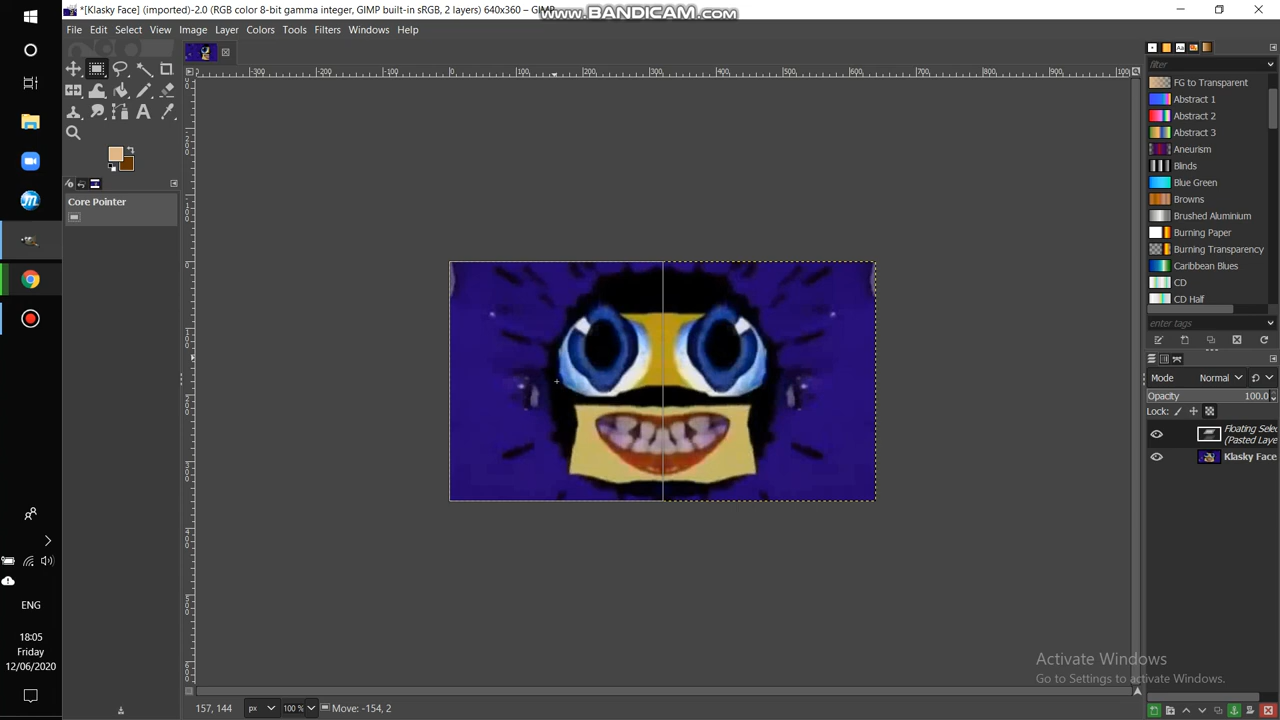 *[Klasky Face] (imported)-2.0 (RGB color 8-bit gamma integer, GIMP built-in sRGB, 2 layers) 640x360 – GIMP
www.BANDICAM.com
File Edit Select View Image Layer Colors Tools Filters Windows Help
filter
FG to Transparent
Abstract 1
Abstract 2
Abstract 3
Aneurism
Blinds
Blue Green
Browns
Brushed Aluminium
Burning Paper
Burning Transparency
Caribbean Blues
CD
CD Half
enter tags
Core Pointer
Mode Normal
Opacity 100.0
Lock:
Floating Selec
(Pasted Laye
Klasky Face
ENG
18:05
Friday
12/06/2020
Activate Windows
Go to Settings to activate Windows.
157, 144 px 100 % Move: -154, 2